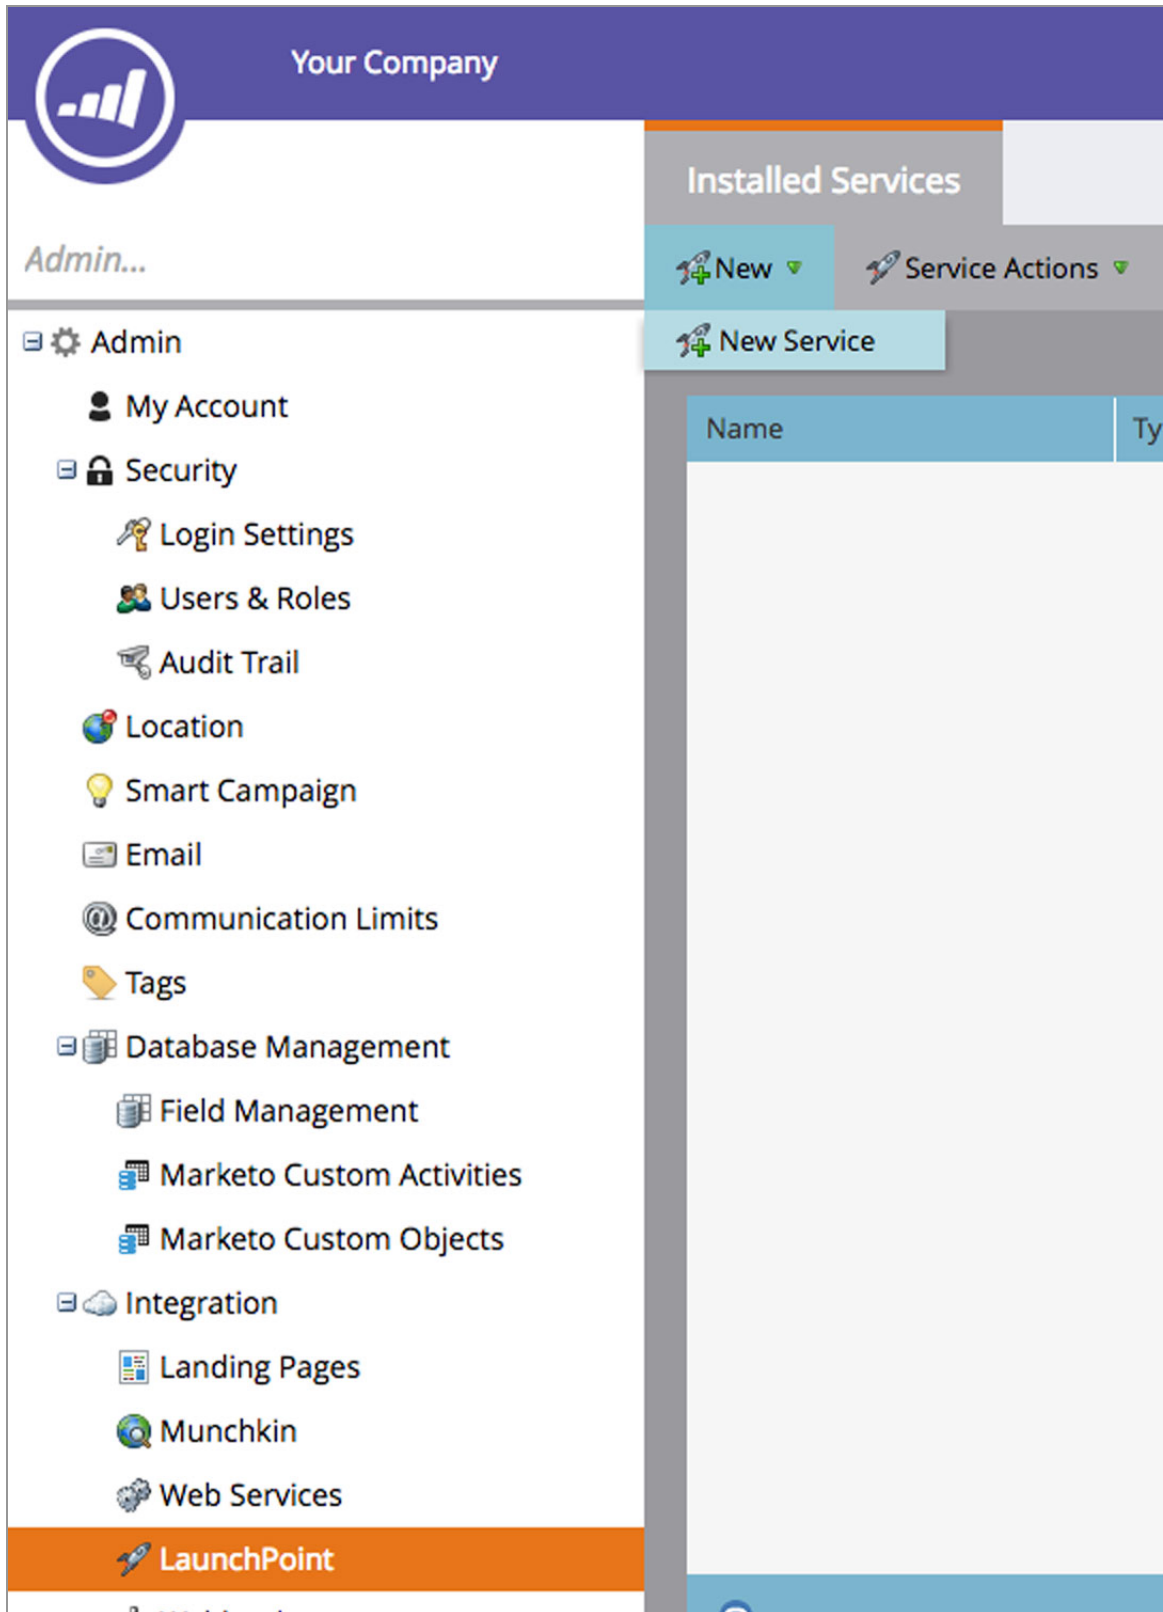 Your Company
Admin...
Admin
My Account
Security
Login Settings
Users & Roles
Audit Trail
Location
Smart Campaign
Email
Communication Limits
Tags
Database Management
Field Management
Marketo Custom Activities
Marketo Custom Objects
Integration
Landing Pages
Munchkin
Web Services
LaunchPoint
Installed Services
New Service Actions
New Service
Name Ty